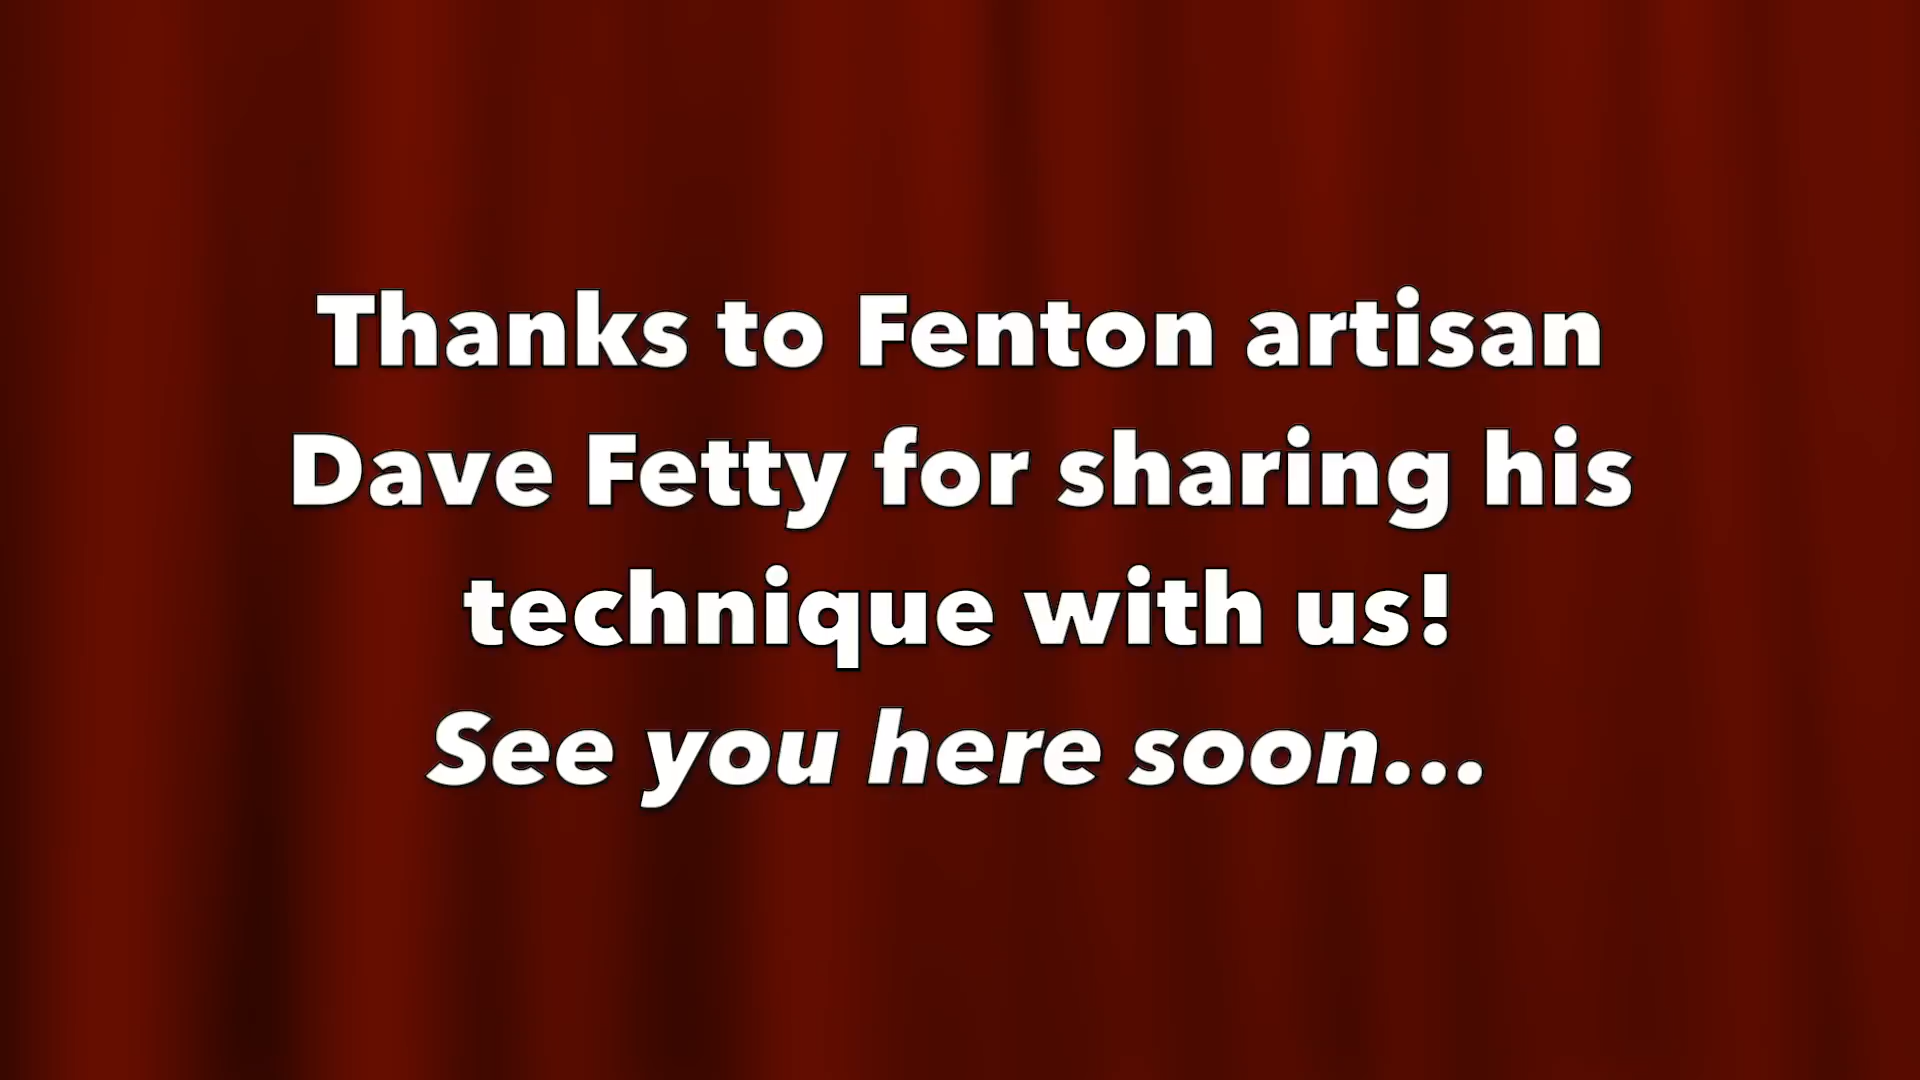 Thanks to Fenton artisan
Dave Fetty for sharing his
technique with us!
See you here soon...